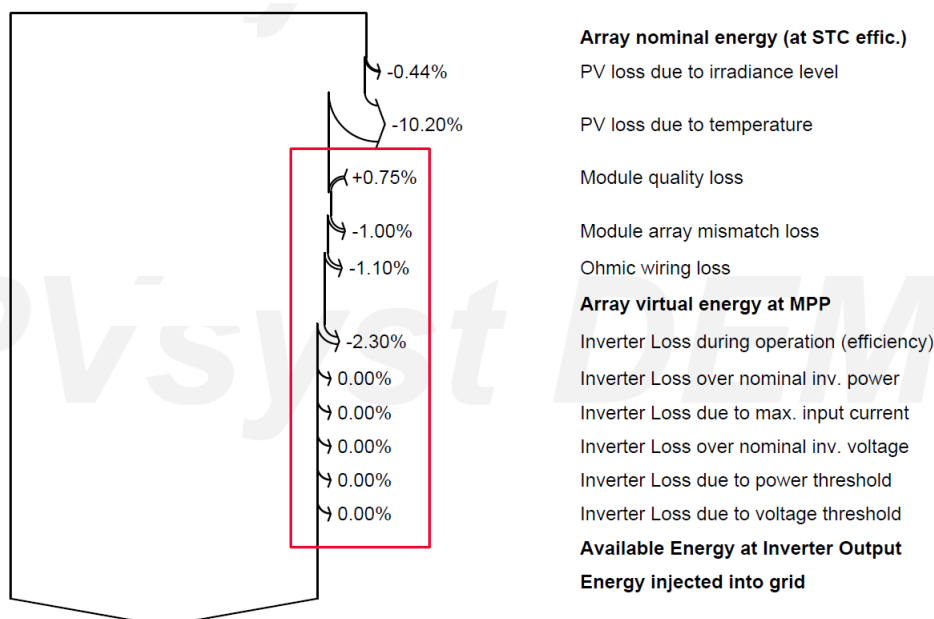 Array nominal energy (at STC effic.)
-0.44% PV loss due to irradiance level
-10.20% PV loss due to temperature
+0.75% Module quality loss
-1.00% Module array mismatch loss
-1.10% Ohmic wiring loss
Array virtual energy at MPP
-2.30% Inverter Loss during operation (efficiency)
0.00% Inverter Loss over nominal inv. power
0.00% Inverter Loss due to max. input current
0.00% Inverter Loss over nominal inv. voltage
0.00% Inverter Loss due to power threshold
0.00% Inverter Loss due to voltage threshold
Available Energy at Inverter Output
Energy injected into grid
PVsyst DEM